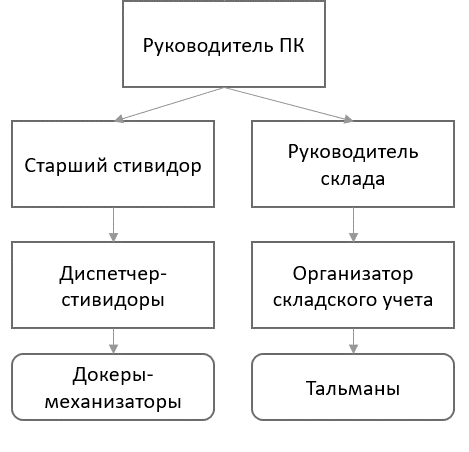 Руководитель ПК
Старший стивидор
Руководитель
склада
Диспетчер-
стивидоры
Организатор
складского учета
Докеры-
механизаторы
Тальманы